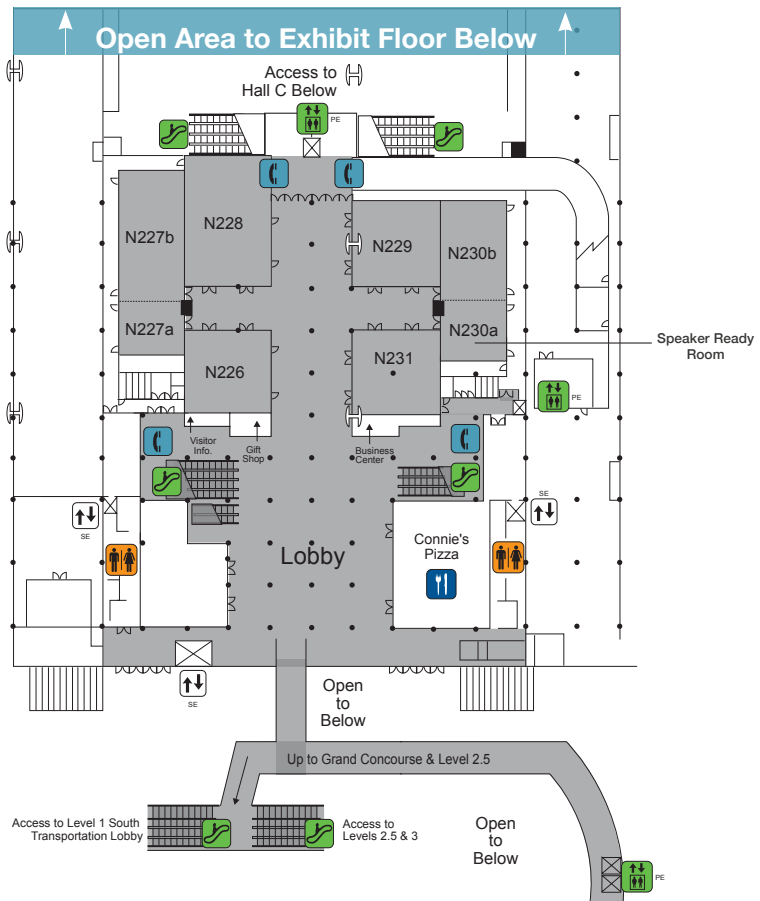 Open Area to Exhibit Floor Below
Access to
Hall C Below
PE
N227b
N228
N229
N230b
N227a
N226
N231
N230a
Speaker Ready
Room
PE
Visitor
Info.
Gift
Shop
Business
Center
SE
SE
Lobby
Connie's
Pizza
SE
Open
to
Below
Up to Grand Concourse & Level 2.5
Access to Level 1 South
Transportation Lobby
Access to
Levels 2.5 & 3
Open
to
Below
PE